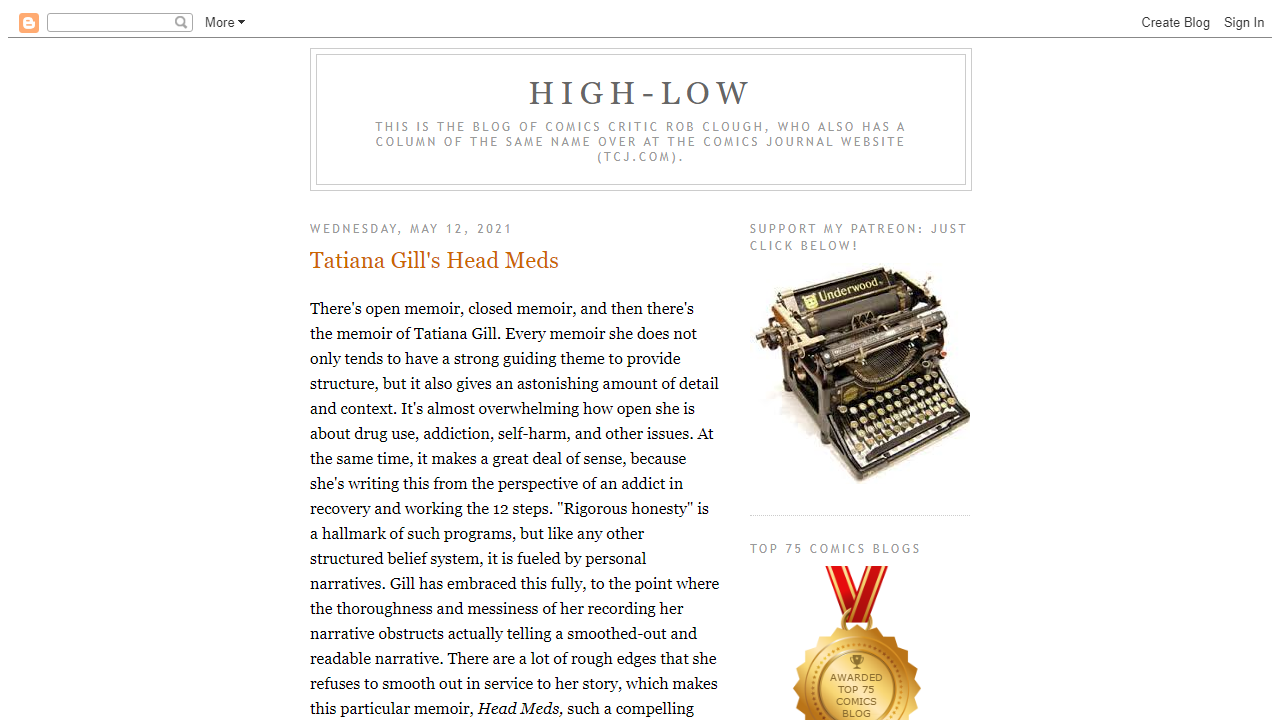 More
Create Blog
Sign In
HIGH-LOW
THIS IS THE BLOG OF COMICS CRITIC ROB CLOUGH, WHO ALSO HAS A
COLUMN OF THE SAME NAME OVER AT THE COMICS JOURNAL WEBSITE
(TCJ.COM).
WEDNESDAY, MAY 12, 2021
Tatiana Gill's Head Meds
There's open memoir, closed memoir, and then there's
the memoir of Tatiana Gill. Every memoir she does not
only tends to have a strong guiding theme to provide
structure, but it also gives an astonishing amount of detail
and context. It's almost overwhelming how open she is
about drug use, addiction, self-harm, and other issues. At
the same time, it makes a great deal of sense, because
she's writing this from the perspective of an addict in
recovery and working the 12 steps. "Rigorous honesty" is
a hallmark of such programs, but like any other
structured belief system, it is fueled by personal
narratives. Gill has embraced this fully, to the point where
the thoroughness and messiness of her recording her
narrative obstructs actually telling a smoothed-out and
readable narrative. There are a lot of rough edges that she
refuses to smooth out in service to her story, which makes
this particular memoir, Head Meds, such a compelling
SUPPORT MY PATREON: JUST
CLICK BELOW!
Underwood
TOP 75 COMICS BLOGS
AWARDED
TOP 75
COMICS
BLOG